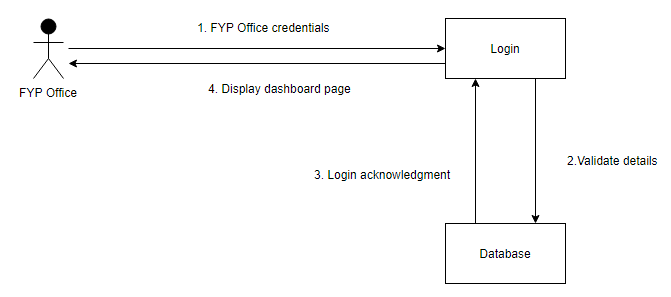 1. FYP Office credentials
Login
4. Display dashboard page
FYP Office
3. Login acknowledgment
2.Validate details
Database